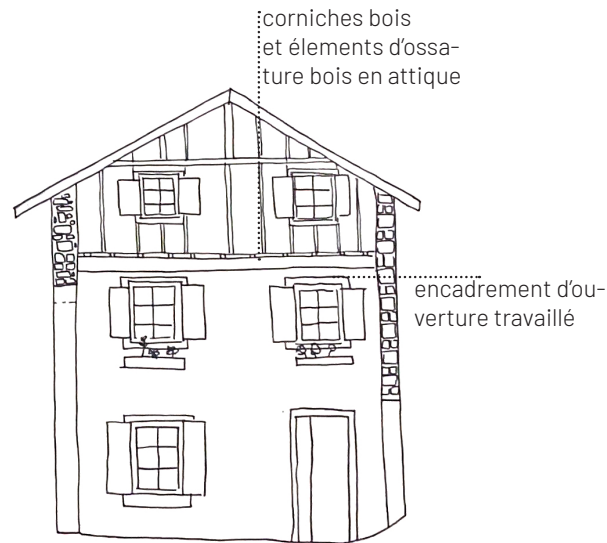 corniches bois
et élements d'ossa-
ture bois en attique
encadrement d'ou-
verture travaillé